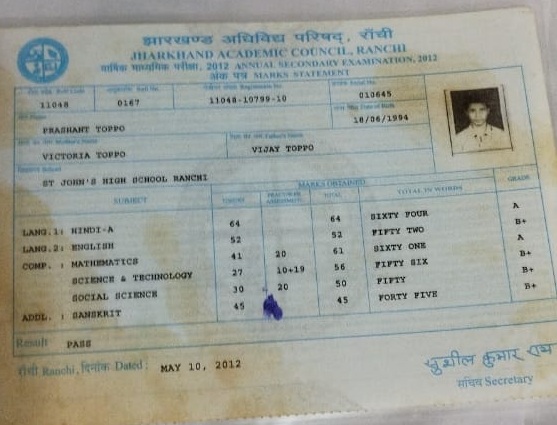 झारखण्ड अधिविद्य परिषद्, राँची
JHARKHAND ACADEMIC COUNCIL, RANCHI
वार्षिक माध्यमिक परीक्षा, 2012 ANNUAL SECONDARY EXAMINATION, 2012
अंक पत्र MARKS STATEMENT
11048 0167 11048-10799-10 010645
Date of Birth
18/06/1994
PRASHANT TOPPO
VICTORIA TOPPO VIJAY TOPPO
ST JOHN'S HIGH SCHOOL RANCHI
MARKS OBTAINED
SUBJECT THEORY PRACTICAL/ASSESSMENT TOTAL TOTAL IN WORDS GRADE
LANG.1: HINDI-A 64 64 SIXTY FOUR A
LANG.2: ENGLISH 52 52 FIFTY TWO B+
COMP. : MATHEMATICS 41 20 61 SIXTY ONE A
SCIENCE & TECHNOLOGY 27 10+19 56 FIFTY SIX B+
SOCIAL SCIENCE 30 20 50 FIFTY B+
ADDL. : SANSKRIT 45 45 FORTY FIVE B+
Result PASS
राँची Ranchi, दिनांक Dated: MAY 10, 2012
सुशील कुमार राय
सचिव Secretary